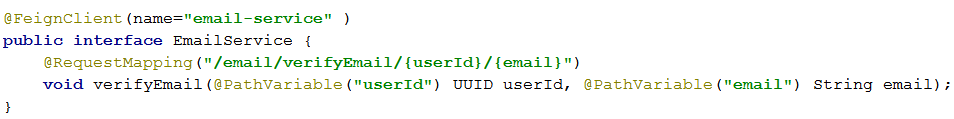 @FeignClient(name="email-service" )
public interface EmailService {
    @RequestMapping("/email/verifyEmail/{userId}/{email}")
    void verifyEmail(@PathVariable("userId") UUID userId, @PathVariable("email") String email);
}